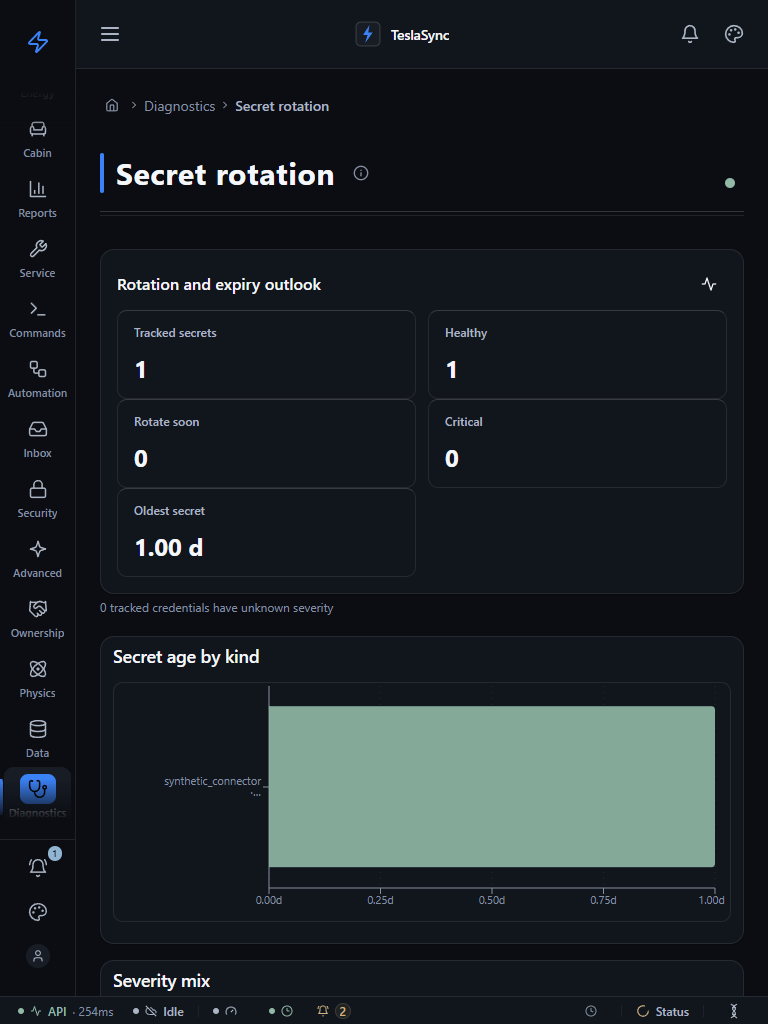 TeslaSync
Energy
Cabin
Reports
Service
Commands
Automation
Inbox
Security
Advanced
Ownership
Physics
Data
Diagnostics
1
Diagnostics
Secret rotation
Secret rotation
Rotation and expiry outlook
Tracked secrets
1
Healthy
1
Rotate soon
0
Critical
0
Oldest secret
1.00 d
0 tracked credentials have unknown severity
Secret age by kind
synthetic_connector
·...
0.00d
0.25d
0.50d
0.75d
1.00d
Severity mix
API · 254ms
Idle
2
Status